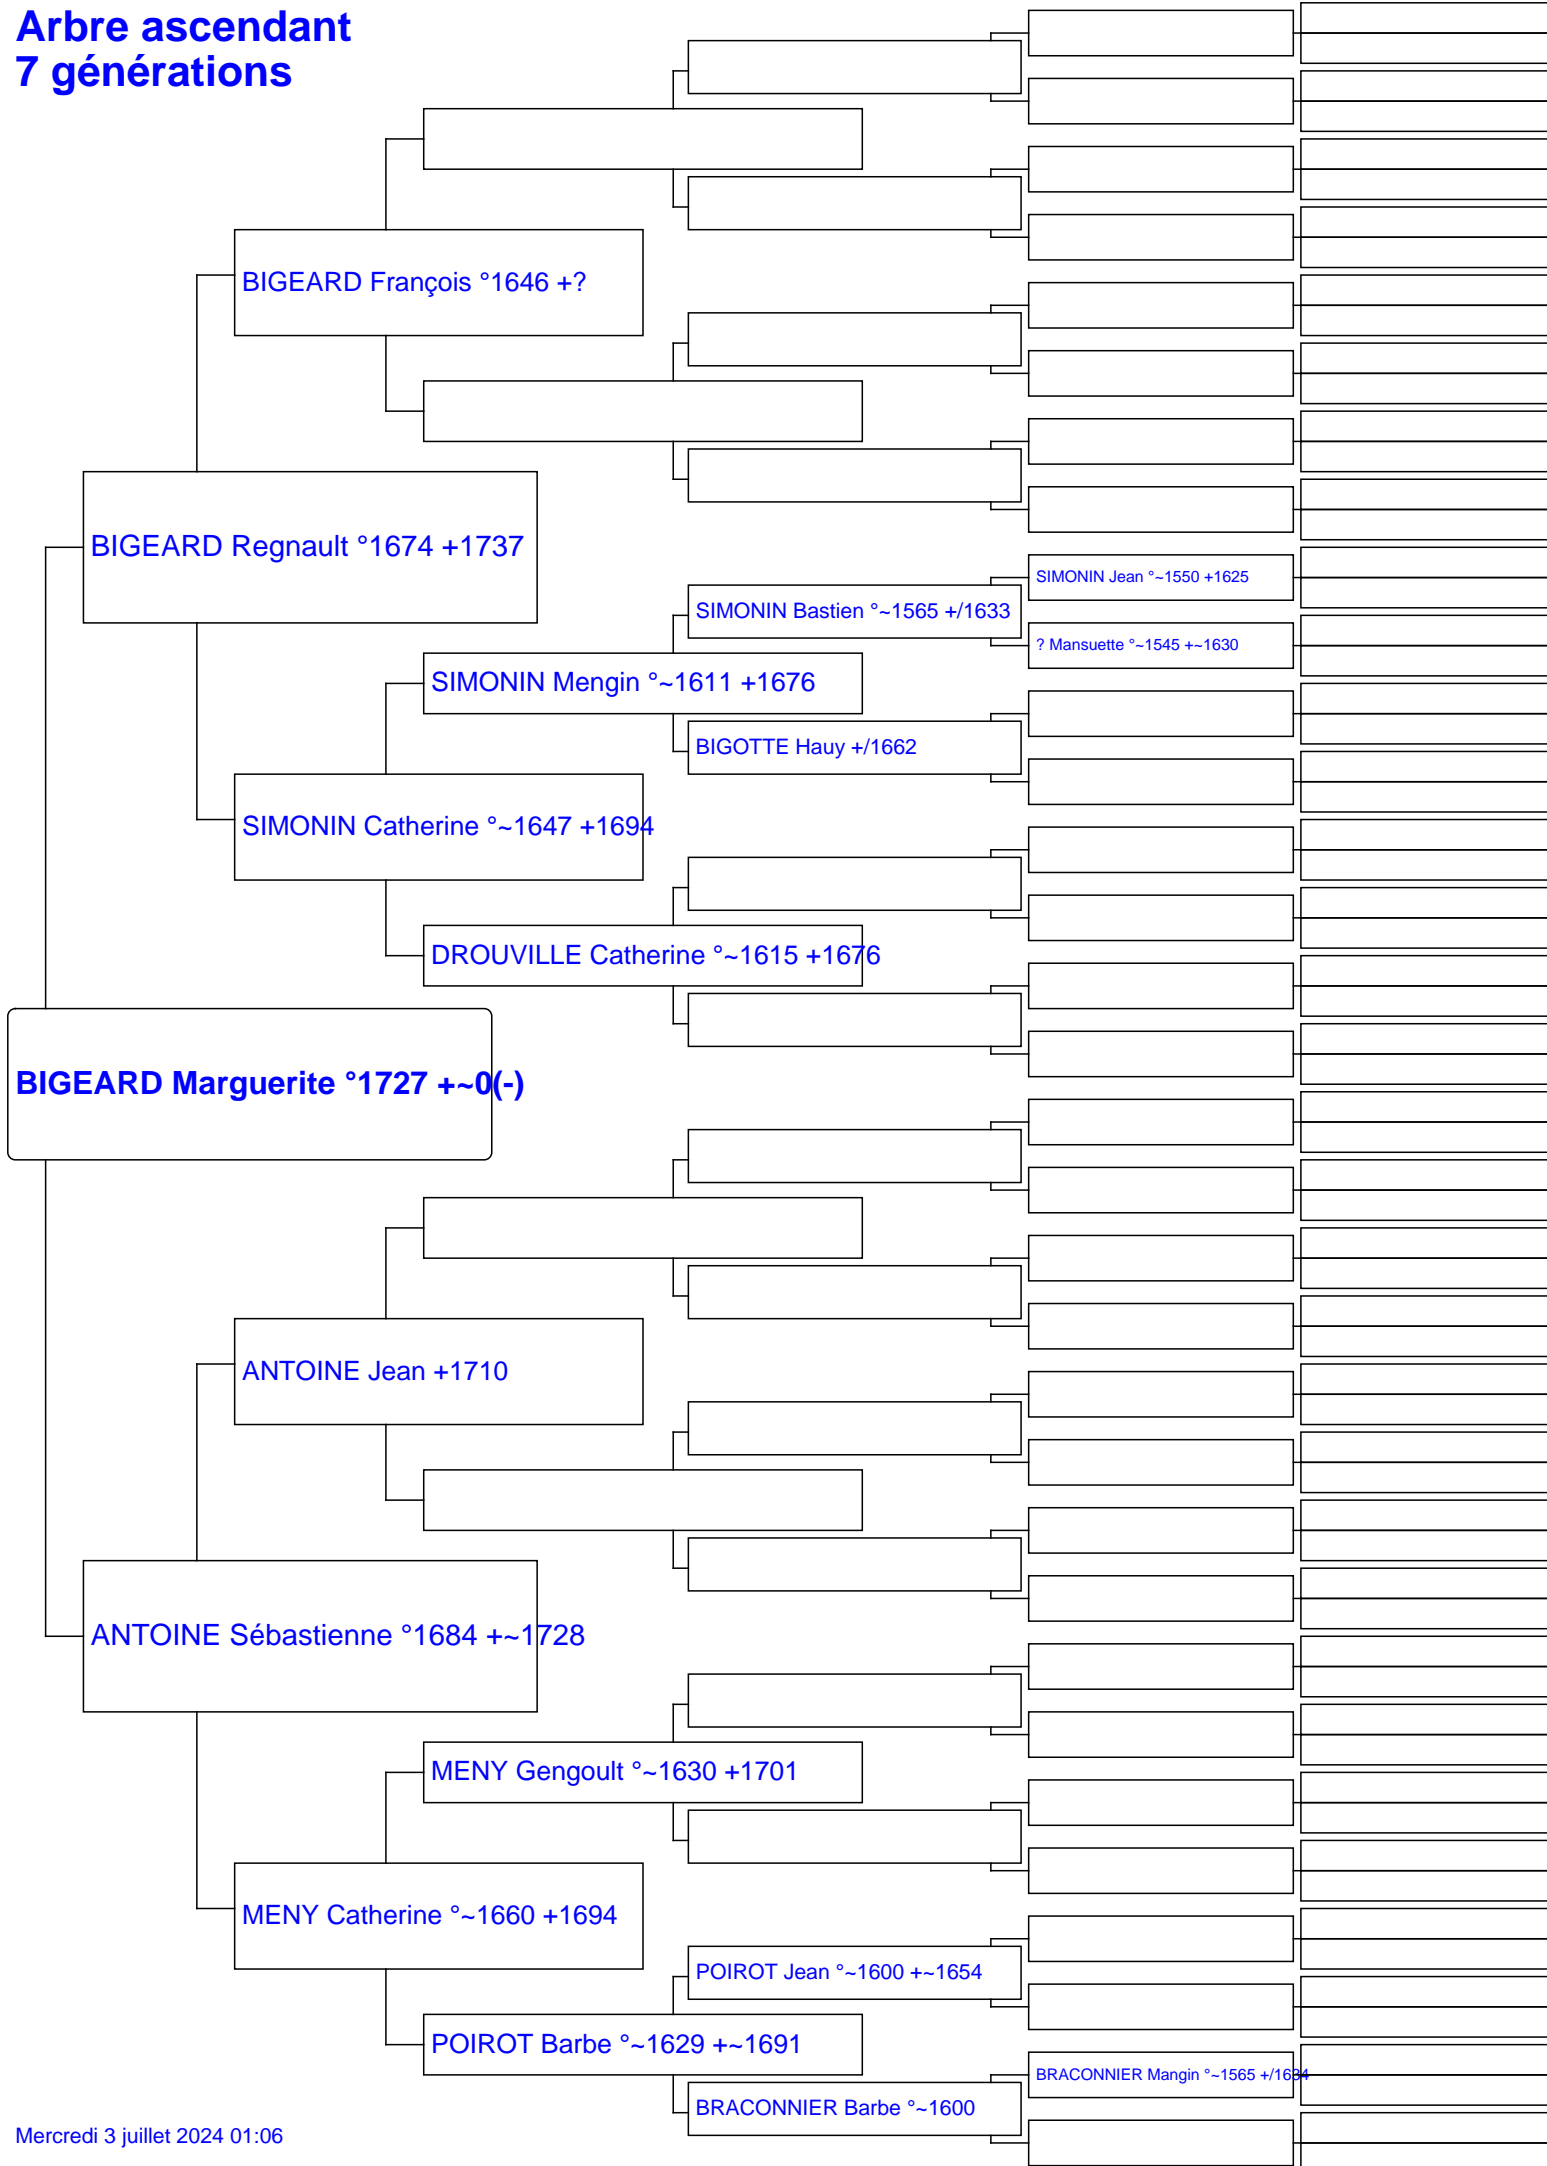 Arbre ascendant
7 générations
BIGEARD François °1646 +?
BIGEARD Regnault °1674 +1737
SIMONIN Jean °~1550 +1625
SIMONIN Bastien °~1565 +/1633
? Mansuette °~1545 +~1630
SIMONIN Mengin °~1611 +1676
BIGOTTE Hauy +/1662
SIMONIN Catherine °~1647 +1694
DROUVILLE Catherine °~1615 +1676
BIGEARD Marguerite °1727 +~0(-)
ANTOINE Jean +1710
ANTOINE Sébastienne °1684 +~1728
MENY Gengoult °~1630 +1701
MENY Catherine °~1660 +1694
POIROT Jean °~1600 +~1654
POIROT Barbe °~1629 +~1691
BRACONNIER Mangin °~1565 +/1634
BRACONNIER Barbe °~1600
Mercredi 3 juillet 2024 01:06